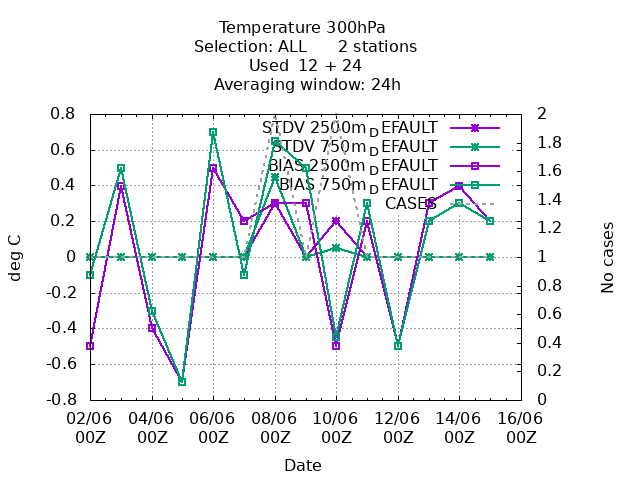 Temperature 300hPa
Selection: ALL 2 stations
Used 12 + 24
Averaging window: 24h
0.8
0.6
0.4
0.2
0
-0.2
-0.4
-0.6
-0.8
deg C
STDV 2500mDEFAULT
STDV 750mDEFAULT
BIAS 2500mDEFAULT
BIAS 750mDEFAULT
CASES
2
1.8
1.6
1.4
1.2
1
0.8
0.6
0.4
0.2
0
No cases
02/06 04/06 06/06 08/06 10/06 12/06 14/06 16/06
00Z 00Z 00Z 00Z 00Z 00Z 00Z 00Z
Date